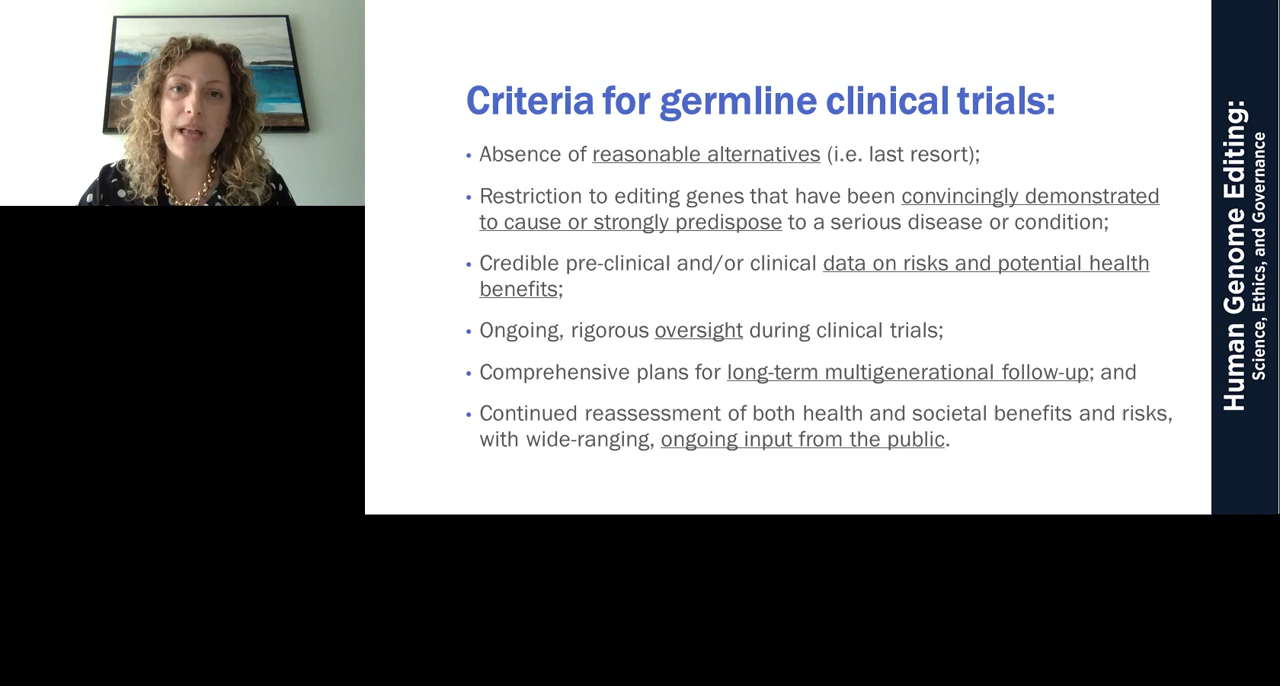 Criteria for germline clinical trials:
• Absence of reasonable alternatives (i.e. last resort);
• Restriction to editing genes that have been convincingly demonstrated
to cause or strongly predispose to a serious disease or condition;
• Credible pre-clinical and/or clinical data on risks and potential health
benefits;
• Ongoing, rigorous oversight during clinical trials;
• Comprehensive plans for long-term multigenerational follow-up; and
• Continued reassessment of both health and societal benefits and risks,
with wide-ranging, ongoing input from the public.
Human Genome Editing:
Science, Ethics, and Governance